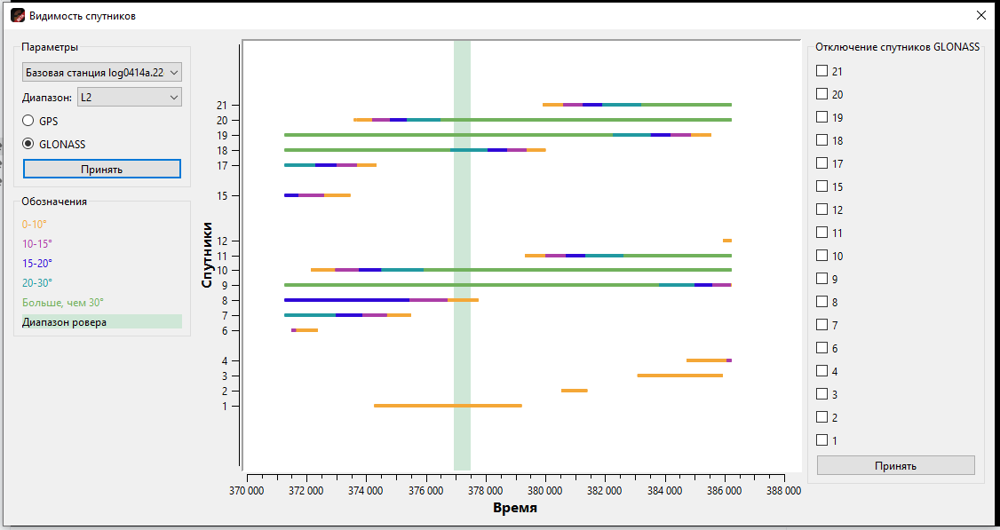 Видимость спутников
Параметры
Базовая станция log0414a.22
Диапазон: L2
GPS
GLONASS
Принять
Обозначения
0-10°
10-15°
15-20°
20-30°
Больше, чем 30°
Диапазон ровера
Спутники
21
20
19
18
17
15
12
11
10
9
8
7
6
4
3
2
1
370 000 372 000 374 000 376 000 378 000 380 000 382 000 384 000 386 000 388 000
Время
Отключение спутников GLONASS
21
20
19
18
17
15
12
11
10
9
8
7
6
4
3
2
1
Принять